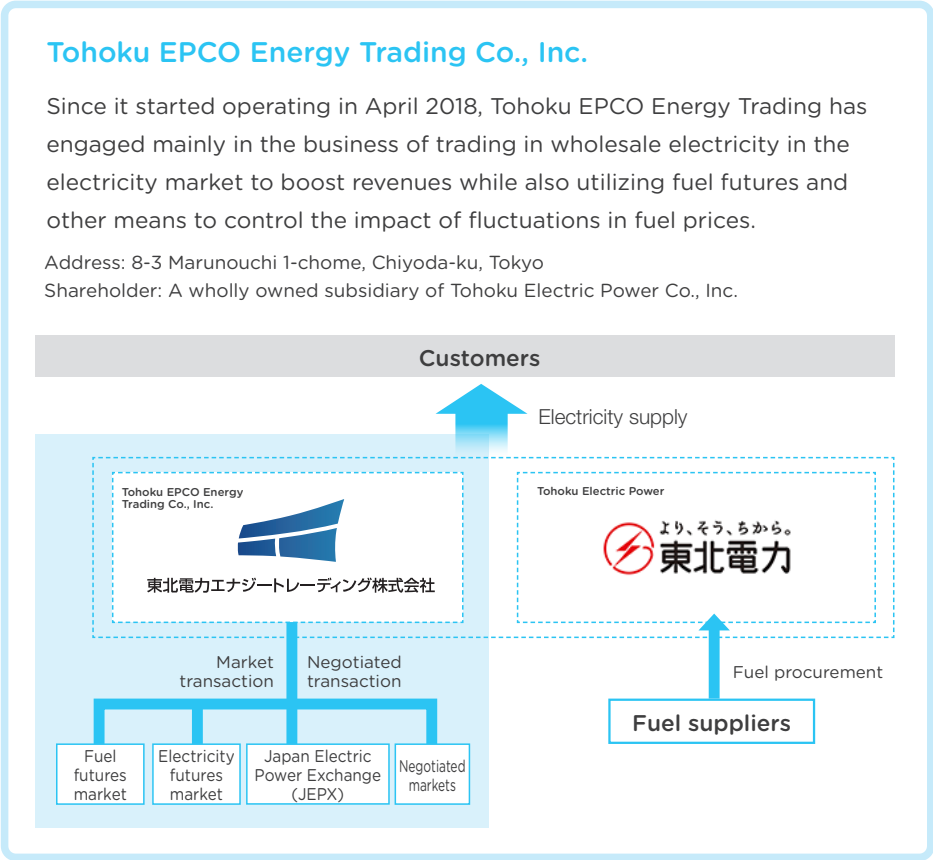 Tohoku EPCO Energy Trading Co., Inc.
Since it started operating in April 2018, Tohoku EPCO Energy Trading has
engaged mainly in the business of trading in wholesale electricity in the
electricity market to boost revenues while also utilizing fuel futures and
other means to control the impact of fluctuations in fuel prices.
Address: 8-3 Marunouchi 1-chome, Chiyoda-ku, Tokyo
Shareholder: A wholly owned subsidiary of Tohoku Electric Power Co., Inc.
Customers
Electricity supply
Tohoku EPCO Energy
Trading Co., Inc.
東北電力エナジートレーディング株式会社
Tohoku Electric Power
より、そう、ちから。
東北電力
Market
transaction
Negotiated
transaction
Fuel procurement
Fuel suppliers
Fuel
futures
market
Electricity
futures
market
Japan Electric
Power Exchange
(JEPX)
Negotiated
markets